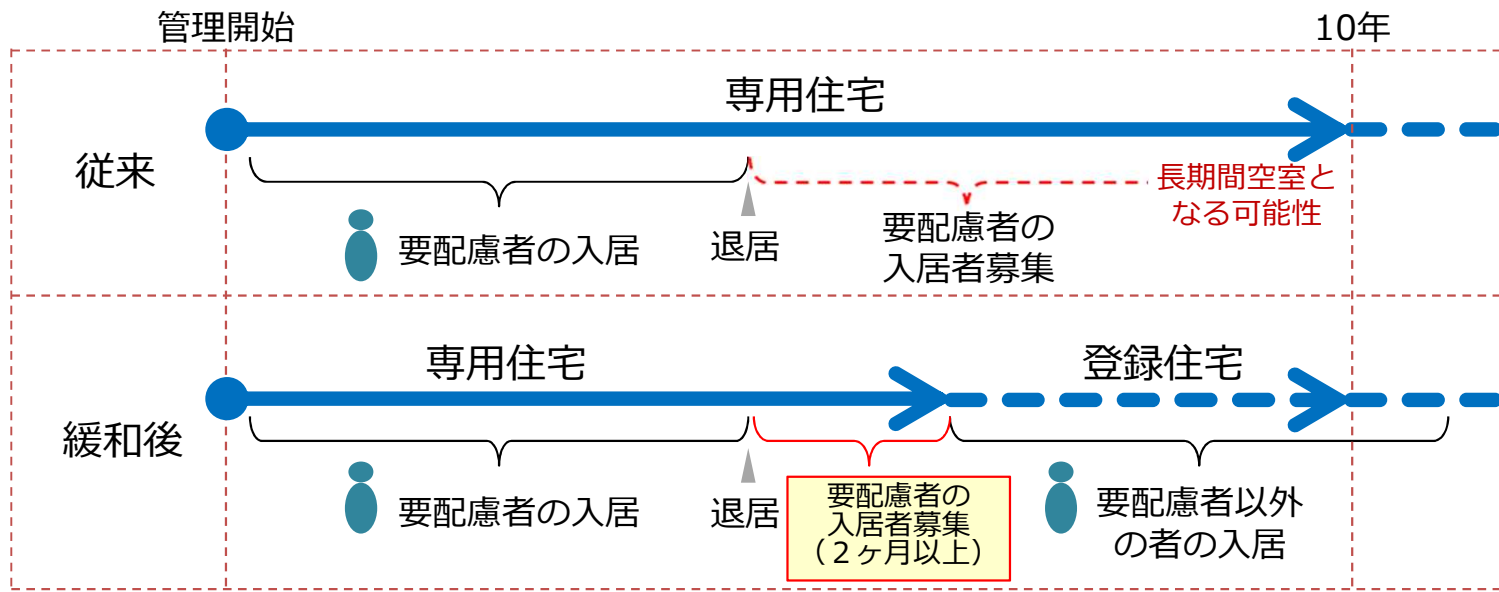 管理開始
10年
従来
専用住宅
要配慮者の入居
退居
要配慮者の
入居者募集
長期間空室と
なる可能性
緩和後
専用住宅
登録住宅
要配慮者の入居
退居
要配慮者の
入居者募集
（２ヶ月以上）
要配慮者以外
の者の入居